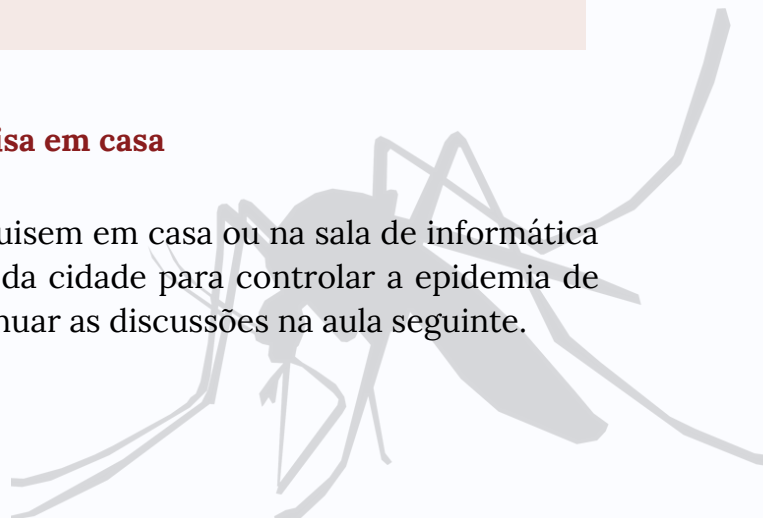 isa em casa
uisem em casa ou na sala de informática
da cidade para controlar a epidemia de
nuar as discussões na aula seguinte.